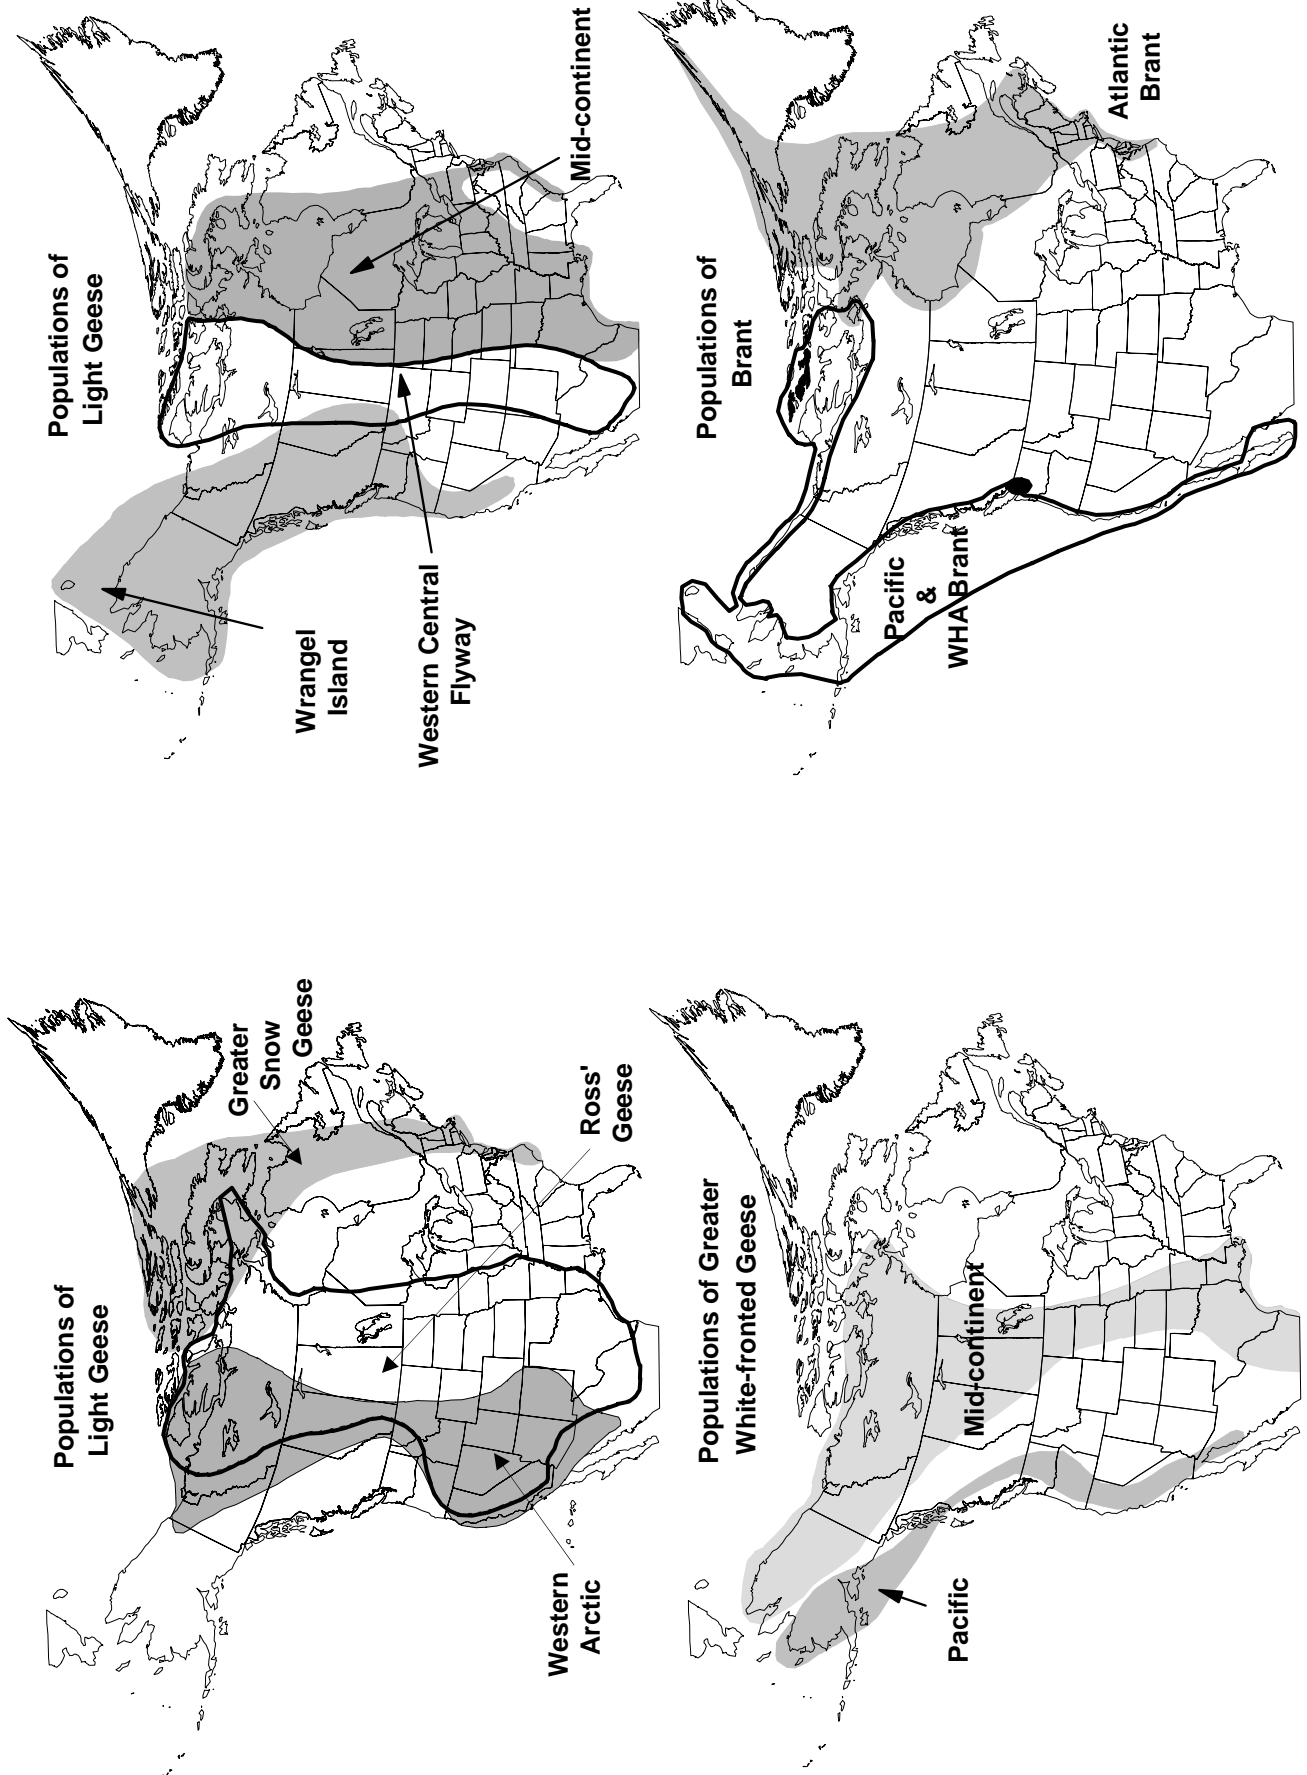 Populations of
Light Geese
Greater
Snow
Geese
Western
Arctic
Ross'
Geese
Populations of
Light Geese
Wrangel
Island
Western Central
Flyway
Mid-continent
Populations of Greater
White-fronted Geese
Pacific
Mid-continent
Populations of
Brant
Pacific
&
WHA Brant
Atlantic
Brant